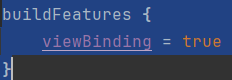 buildFeatures {
    viewBinding = true
}